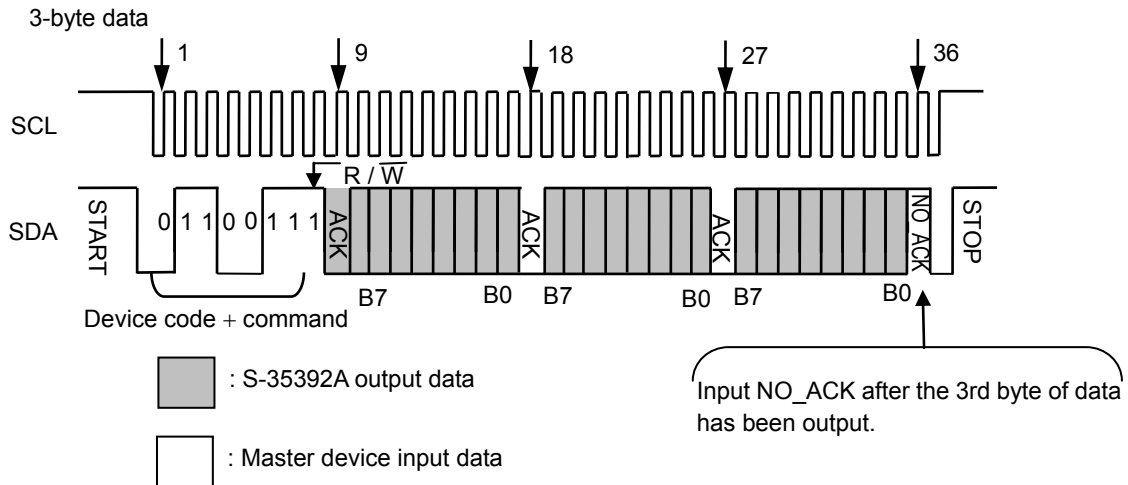 3-byte data
1 9 18 27 36
SCL
R / W
SDA START 0 1 1 0 0 1 1 1 ACK ACK ACK NO_ACK STOP
B7 B0 B7 B0 B7 B0
Device code + command
: S-35392A output data
Input NO_ACK after the 3rd byte of data
has been output.
: Master device input data